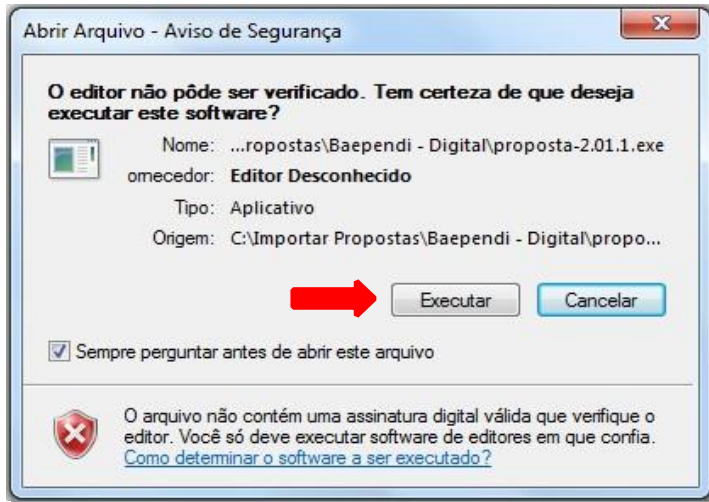 Abrir Arquivo - Aviso de Segurança
O editor não pôde ser verificado. Tem certeza de que deseja
executar este software?
Nome: ...ropostas\Baependi - Digital\proposta-2.01.1.exe
omecedor: Editor Desconhecido
Tipo: Aplicativo
Origem: C:\Importar Propostas\Baependi - Digital\propo...
Executar Cancelar
Sempre perguntar antes de abrir este arquivo
O arquivo não contém uma assinatura digital válida que verifique o
editor. Você só deve executar software de editores em que confia.
Como determinar o software a ser executado?